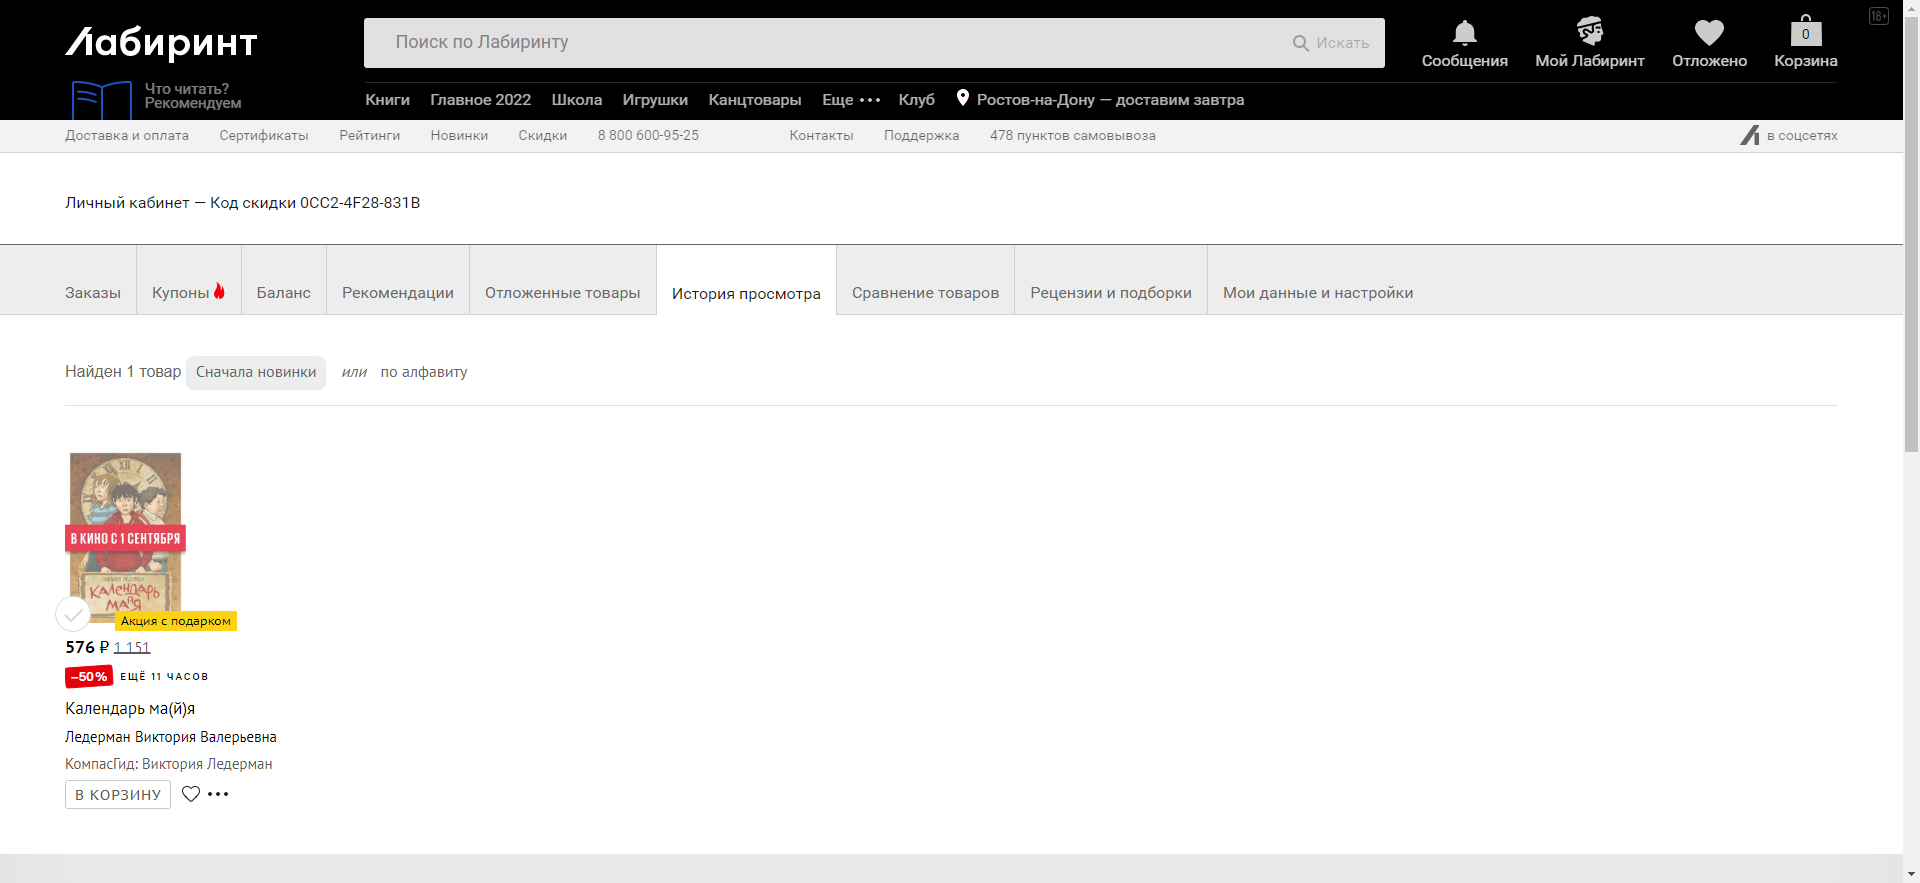 Лабиринт
Поиск по Лабиринту
Искать
Сообщения
Мой Лабиринт
Отложено
0
Корзина
18+
Что читать?
Рекомендуем
Книги Главное 2022 Школа Игрушки Канцтовары Еще ••• Клуб Ростов-на-Дону — доставим завтра
Доставка и оплата Сертификаты Рейтинги Новинки Скидки 8 800 600-95-25 Контакты Поддержка 478 пунктов самовывоза в соцсетях
Личный кабинет — Код скидки 0CC2-4F28-831B
Заказы Купоны Баланс Рекомендации Отложенные товары История просмотра Сравнение товаров Рецензии и подборки Мои данные и настройки
Найден 1 товар Сначала новинки или по алфавиту
В КИНО С 1 СЕНТЯБРЯ
КАЛЕНДАРЬ
МА(Й)Я
Акция с подарком
576 ₽ 1 151
–50% ЕЩЁ 11 ЧАСОВ
Календарь ма(й)я
Ледерман Виктория Валерьевна
КомпасГид: Виктория Ледерман
В КОРЗИНУ •••